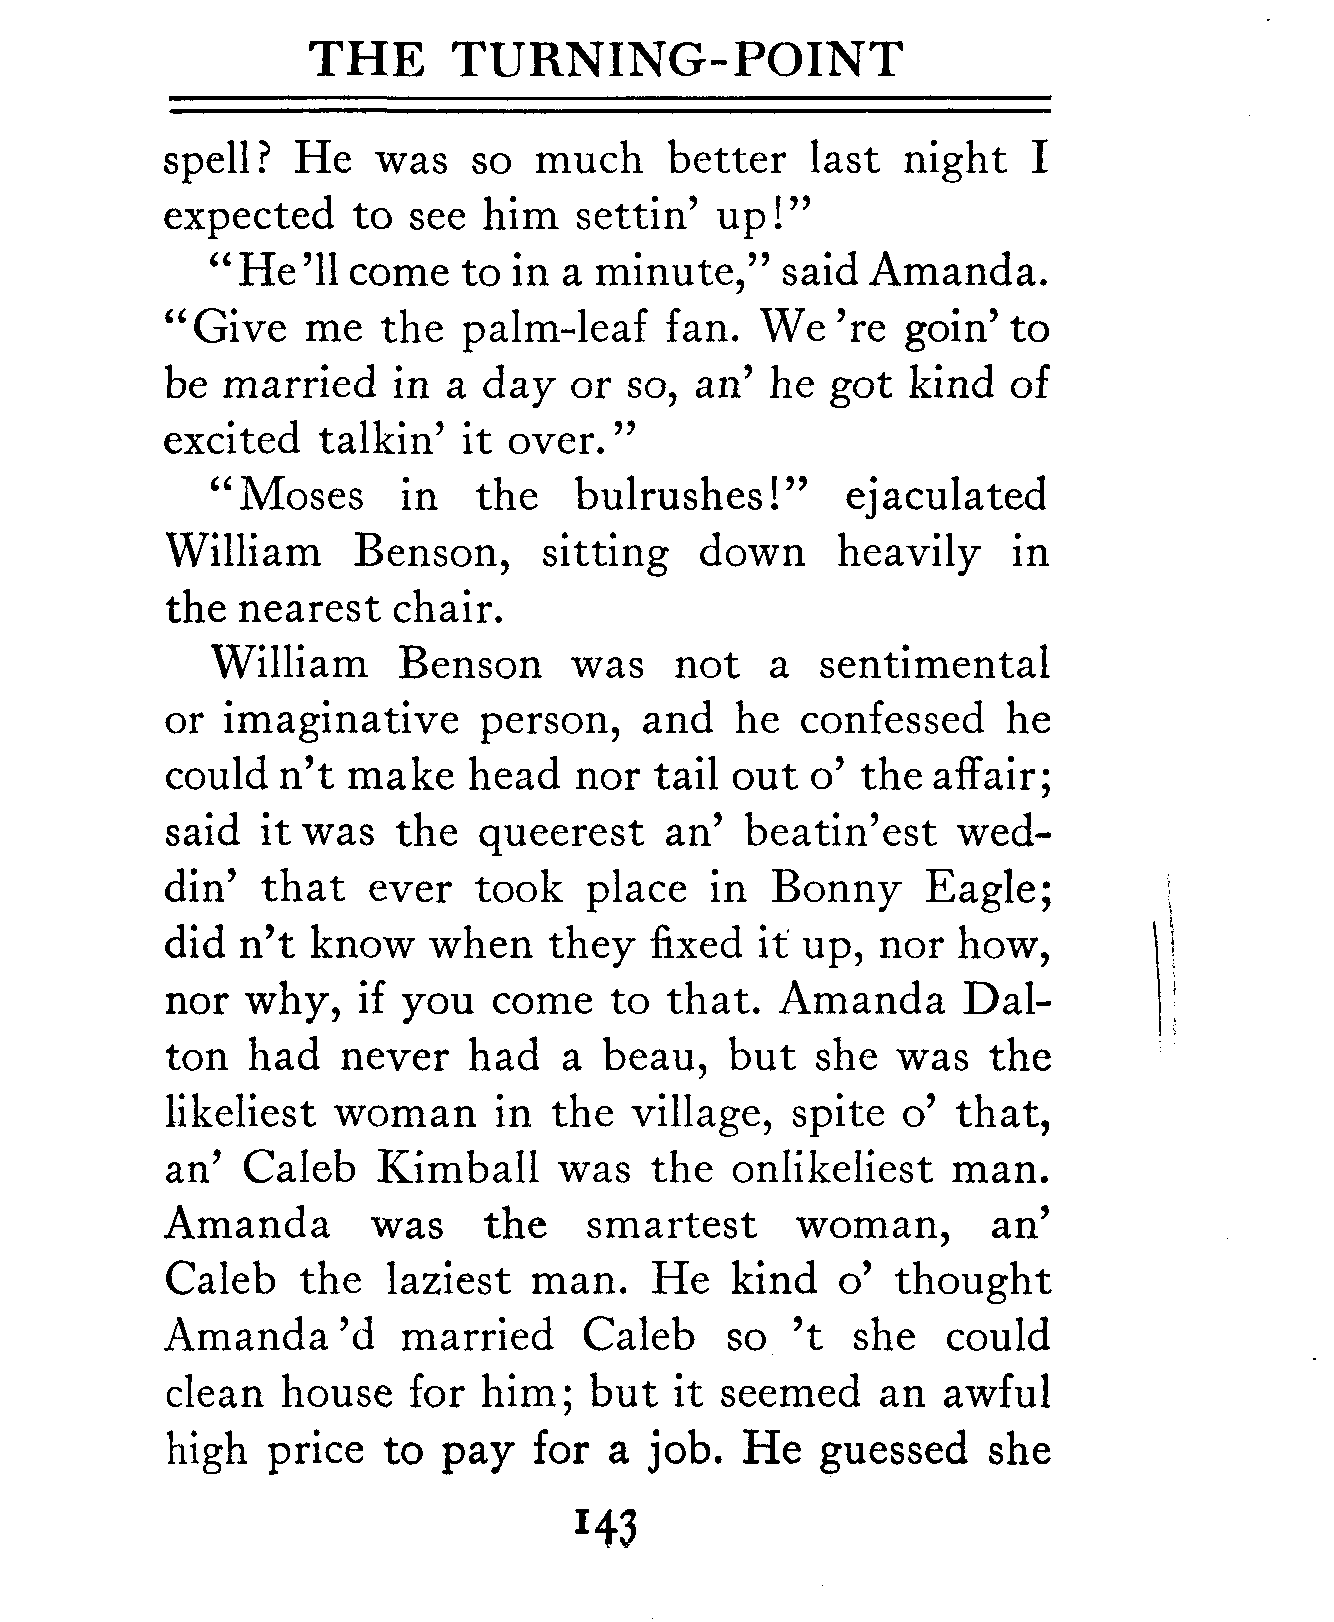 THE TURNING-POINT
spell? He was so much better last night I
expected to see him settin' up!"
"He 'll come to in a minute," said Amanda.
"Give me the palm-leaf fan. We 're goin' to
be married in a day or so, an' he got kind of
excited talkin' it over."
"Moses in the bulrushes!" ejaculated
William Benson, sitting down heavily in
the nearest chair.
William Benson was not a sentimental
or imaginative person, and he confessed he
could n't make head nor tail out o' the affair;
said it was the queerest an' beatin'est wed-
din' that ever took place in Bonny Eagle;
did n't know when they fixed it up, nor how,
nor why, if you come to that. Amanda Dal-
ton had never had a beau, but she was the
likeliest woman in the village, spite o' that,
an' Caleb Kimball was the onlikeliest man.
Amanda was the smartest woman, an'
Caleb the laziest man. He kind o' thought
Amanda 'd married Caleb so 't she could
clean house for him; but it seemed an awful
high price to pay for a job. He guessed she
143